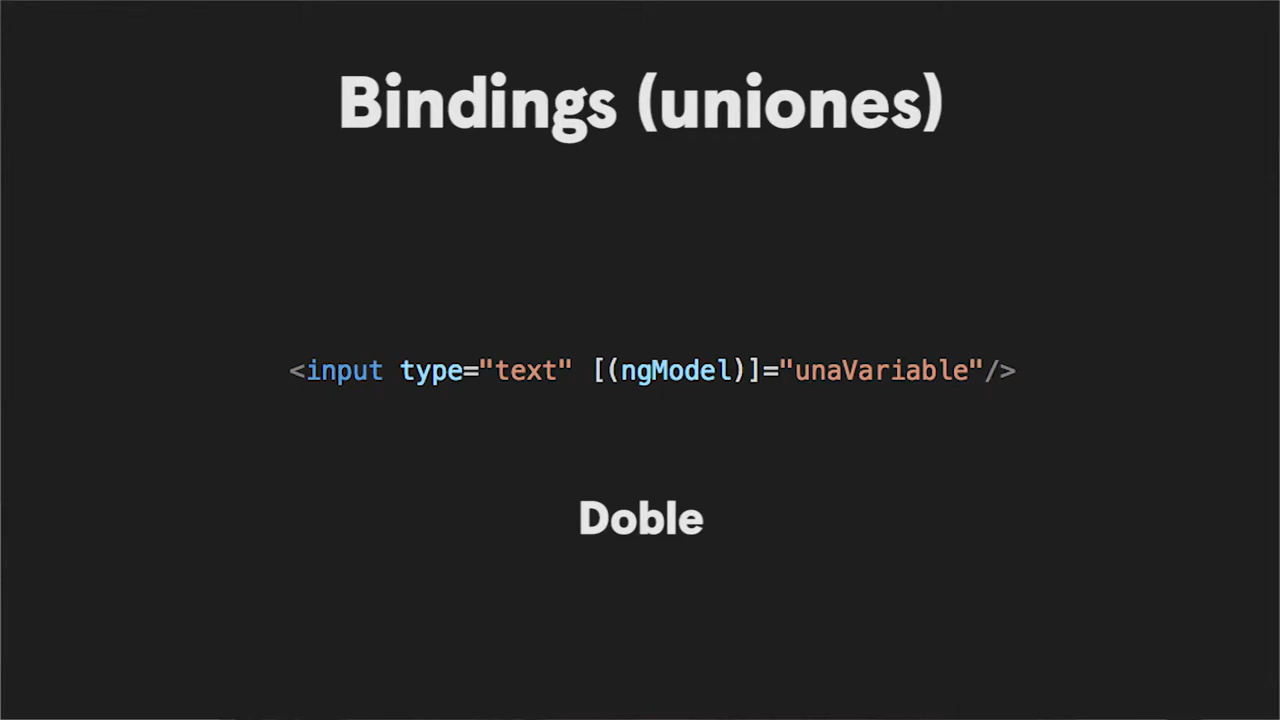 Bindings (uniones)
<input type="text" [(ngModel)]="unaVariable"/>
Doble